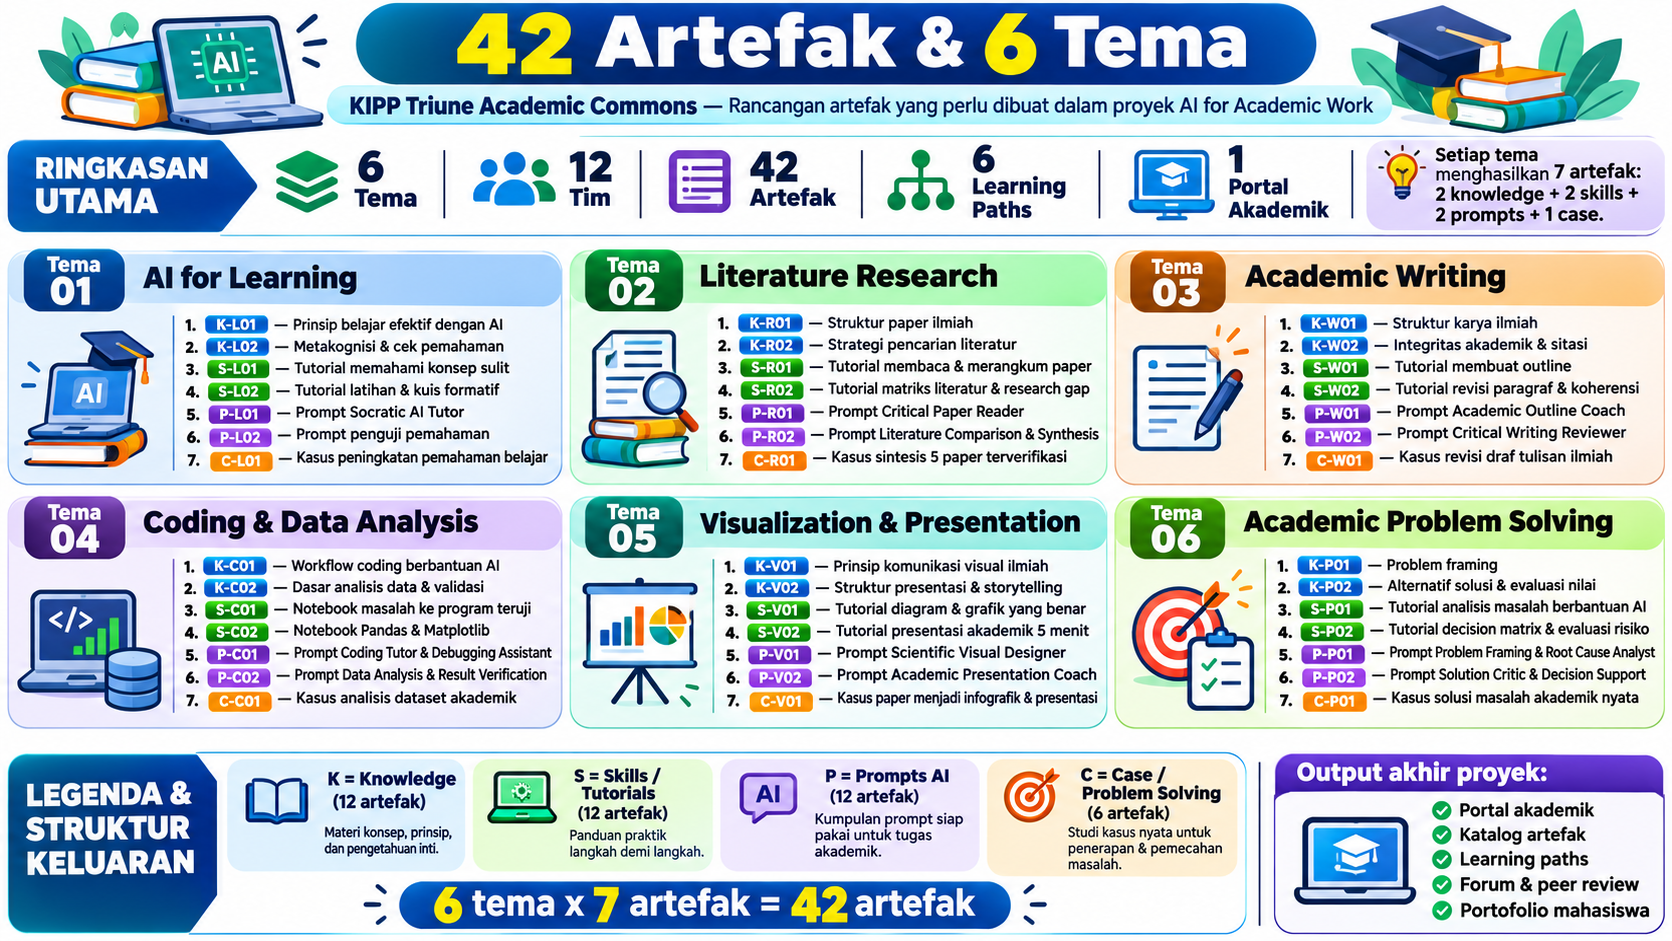 AI
42 Artefak & 6 Tema
KIPP Triune Academic Commons — Rancangan artefak yang perlu dibuat dalam proyek AI for Academic Work
RINGKASAN
UTAMA
6
Tema
12
Tim
42
Artefak
6
Learning
Paths
1
Portal
Akademik
Setiap tema
menghasilkan 7 artefak:
2 knowledge + 2 skills +
2 prompts + 1 case.
Tema
01
AI for Learning
AI
1. K-L01 — Prinsip belajar efektif dengan AI
2. K-L02 — Metakognisi & cek pemahaman
3. S-L01 — Tutorial memahami konsep sulit
4. S-L02 — Tutorial latihan & kuis formatif
5. P-L01 — Prompt Socratic AI Tutor
6. P-L02 — Prompt penguji pemahaman
7. C-L01 — Kasus peningkatan pemahaman belajar
Tema
02
Literature Research
1. K-R01 — Struktur paper ilmiah
2. K-R02 — Strategi pencarian literatur
3. S-R01 — Tutorial membaca & merangkum paper
4. S-R02 — Tutorial matriks literatur & research gap
5. P-R01 — Prompt Critical Paper Reader
6. P-R02 — Prompt Literature Comparison & Synthesis
7. C-R01 — Kasus sintesis 5 paper terverifikasi
Tema
03
Academic Writing
1. K-W01 — Struktur karya ilmiah
2. K-W02 — Integritas akademik & sitasi
3. S-W01 — Tutorial membuat outline
4. S-W02 — Tutorial revisi paragraf & koherensi
5. P-W01 — Prompt Academic Outline Coach
6. P-W02 — Prompt Critical Writing Reviewer
7. C-W01 — Kasus revisi draf tulisan ilmiah
Tema
04
Coding & Data Analysis
</>
1. K-C01 — Workflow coding berbantuan AI
2. K-C02 — Dasar analisis data & validasi
3. S-C01 — Notebook masalah ke program teruji
4. S-C02 — Notebook Pandas & Matplotlib
5. P-C01 — Prompt Coding Tutor & Debugging Assistant
6. P-C02 — Prompt Data Analysis & Result Verification
7. C-C01 — Kasus analisis dataset akademik
Tema
05
Visualization & Presentation
1. K-V01 — Prinsip komunikasi visual ilmiah
2. K-V02 — Struktur presentasi & storytelling
3. S-V01 — Tutorial diagram & grafik yang benar
4. S-V02 — Tutorial presentasi akademik 5 menit
5. P-V01 — Prompt Scientific Visual Designer
6. P-V02 — Prompt Academic Presentation Coach
7. C-V01 — Kasus paper menjadi infografik & presentasi
Tema
06
Academic Problem Solving
1. K-P01 — Problem framing
2. K-P02 — Alternatif solusi & evaluasi nilai
3. S-P01 — Tutorial analisis masalah berbantuan AI
4. S-P02 — Tutorial decision matrix & evaluasi risiko
5. P-P01 — Prompt Problem Framing & Root Cause Analyst
6. P-P02 — Prompt Solution Critic & Decision Support
7. C-P01 — Kasus solusi masalah akademik nyata
LEGENDA &
STRUKTUR
KELUARAN
K = Knowledge
(12 artefak)
Materi konsep, prinsip,
dan pengetahuan inti.
S = Skills /
Tutorials
(12 artefak)
Panduan praktik
langkah demi langkah.
AI
P = Prompts AI
(12 artefak)
Kumpulan prompt siap
pakai untuk tugas
akademik.
C = Case /
Problem Solving
(6 artefak)
Studi kasus nyata untuk
penerapan & pemecahan
masalah.
6 tema x 7 artefak = 42 artefak
Output akhir proyek:
Portal akademik
Katalog artefak
Learning paths
Forum & peer review
Portofolio mahasiswa